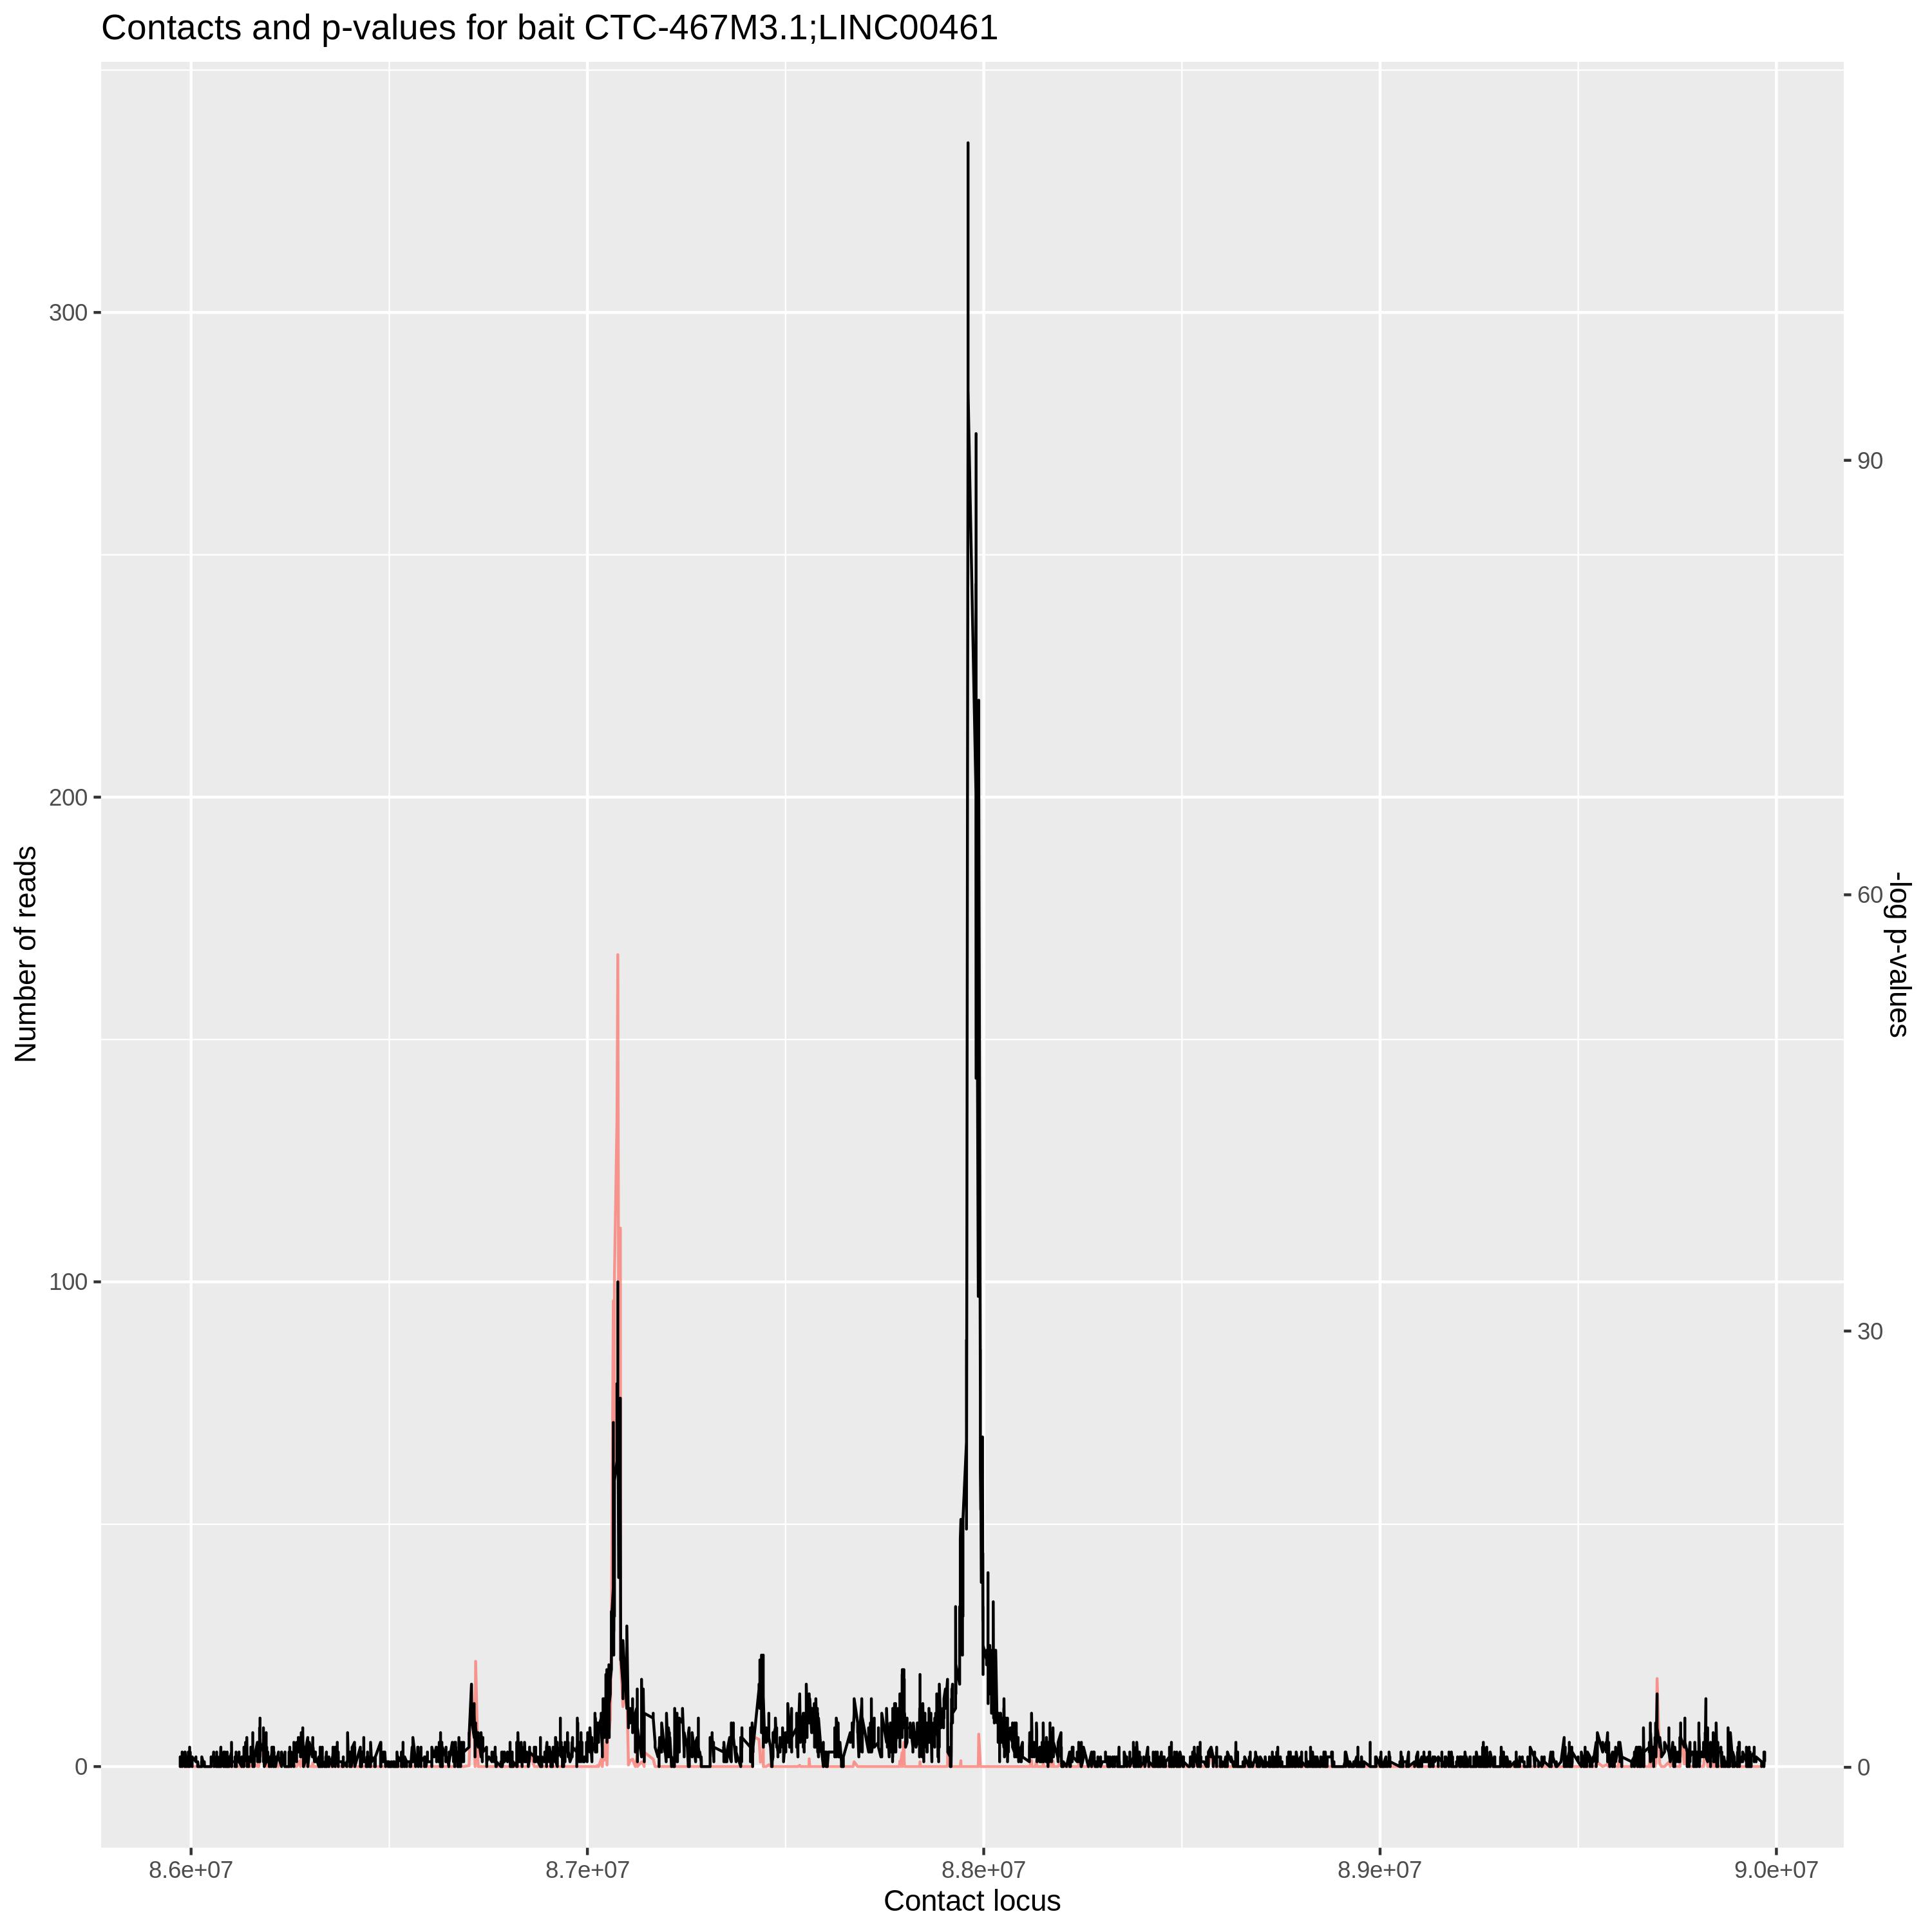 Contacts and p-values for bait CTC-467M3.1;LINC00461
Number of reads
300
200
100
0
-log p-values
90
60
30
0
8.6e+07
8.7e+07
8.8e+07
8.9e+07
9.0e+07
Contact locus